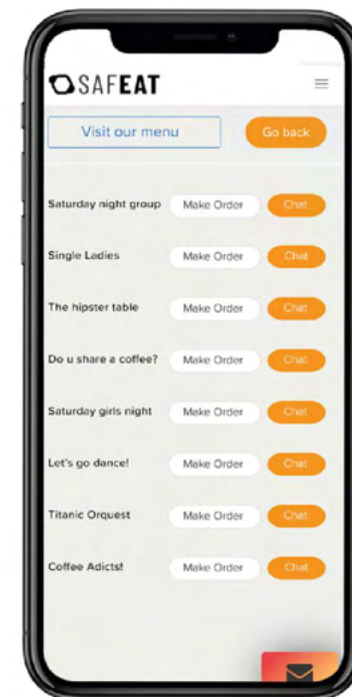 SAFEAT
Visit our menu Go back
Saturday night group Make Order Chat
Single Ladies Make Order Chat
The hipster table Make Order Chat
Do u share a coffee? Make Order Chat
Saturday girls night Make Order Chat
Let's go dance! Make Order Chat
Titanic Orquest Make Order Chat
Coffee Adicts! Make Order Chat